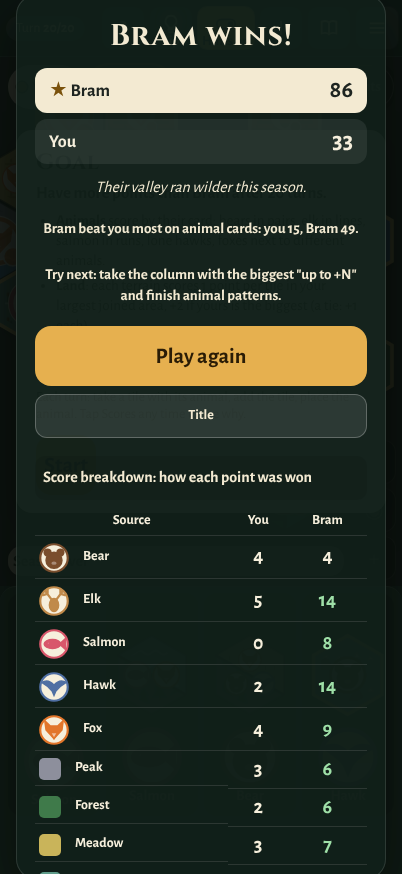 Bram wins!
★ Bram 86
You 33
Their valley ran wilder this season.
Bram beat you most on animal cards: you 15, Bram 49.
Try next: take the column with the biggest "up to +N"
and finish animal patterns.
Play again
Title
Score breakdown: how each point was won
Source You Bram
Bear 4 4
Elk 5 14
Salmon 0 8
Hawk 2 14
Fox 4 9
Peak 3 6
Forest 2 6
Meadow 3 7